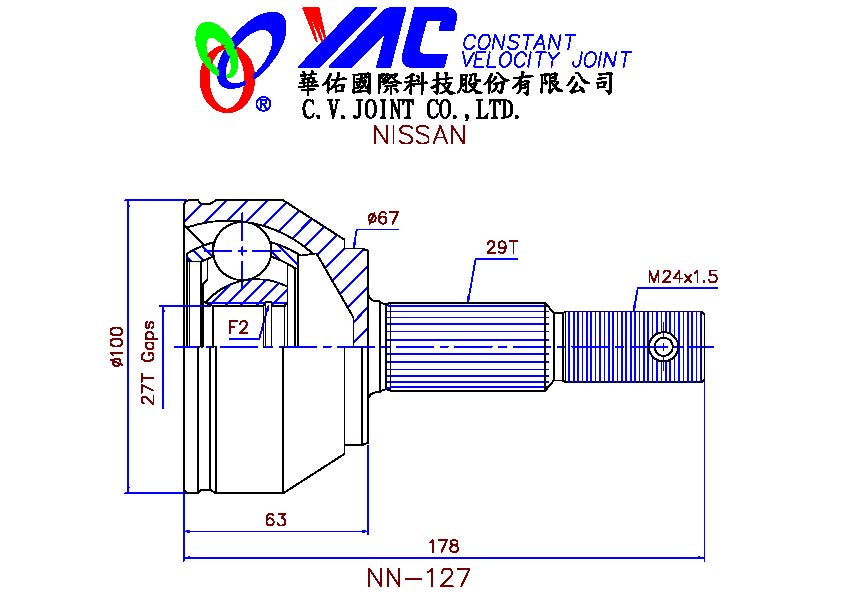 YAC CONSTANT
VELOCITY JOINT
®
華佑國際科技股份有限公司
C.V.JOINT CO.,LTD.
NISSAN
ø67
29T
M24x1.5
F2
ø100
27T Gaps
63
178
NN-127